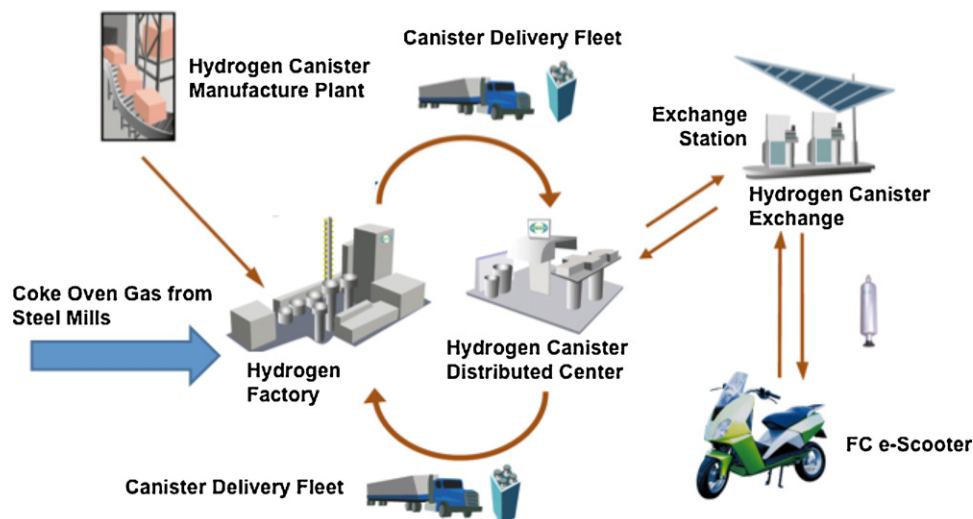 Canister Delivery Fleet
Hydrogen Canister
Manufacture Plant
Exchange
Station
Hydrogen Canister
Exchange
Coke Oven Gas from
Steel Mills
Hydrogen
Factory
Hydrogen Canister
Distributed Center
FC e-Scooter
Canister Delivery Fleet